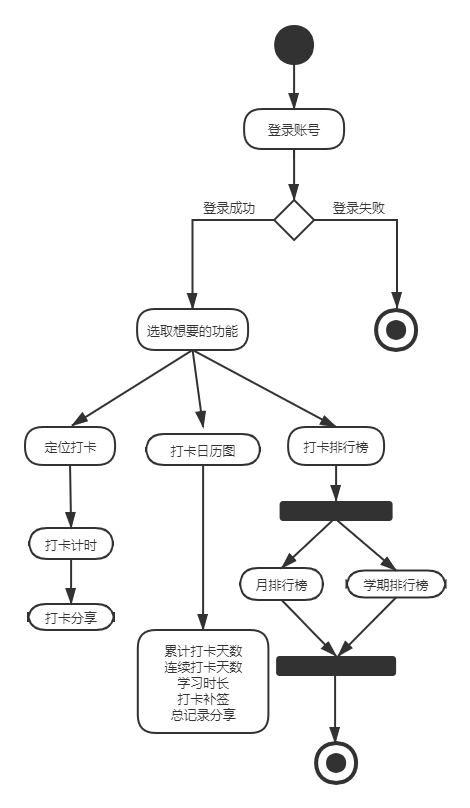 登录账号
登录成功
登录失败
选取想要的功能
定位打卡
打卡日历图
打卡排行榜
打卡计时
月排行榜
学期排行榜
打卡分享
累计打卡天数
连续打卡天数
学习时长
打卡补签
总记录分享